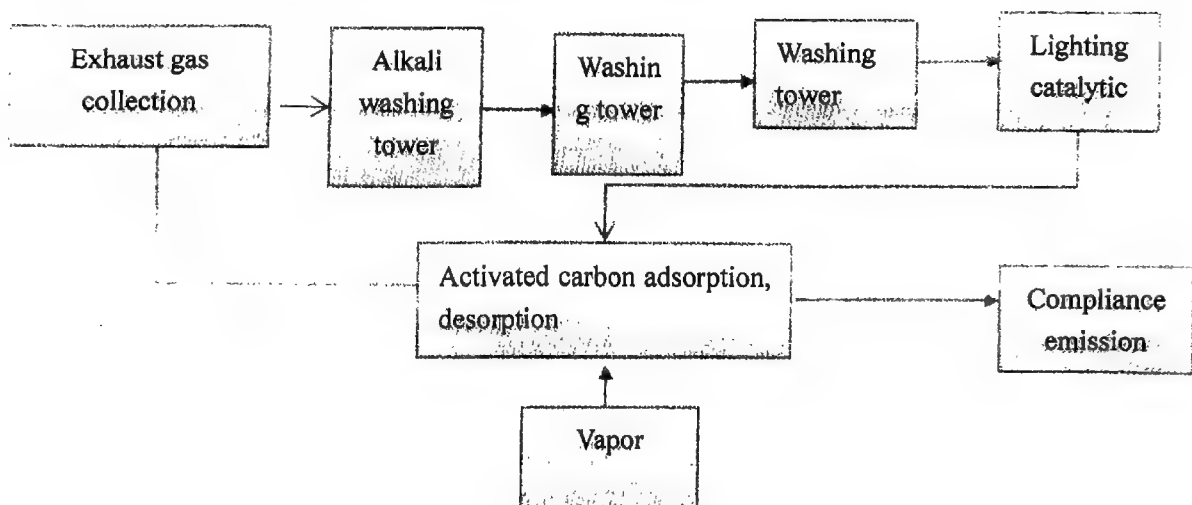 Exhaust gas
collection
Alkali
washing
tower
Washin
g tower
Washing
tower
Lighting
catalytic
Activated carbon adsorption,
desorption
Compliance
emission
Vapor